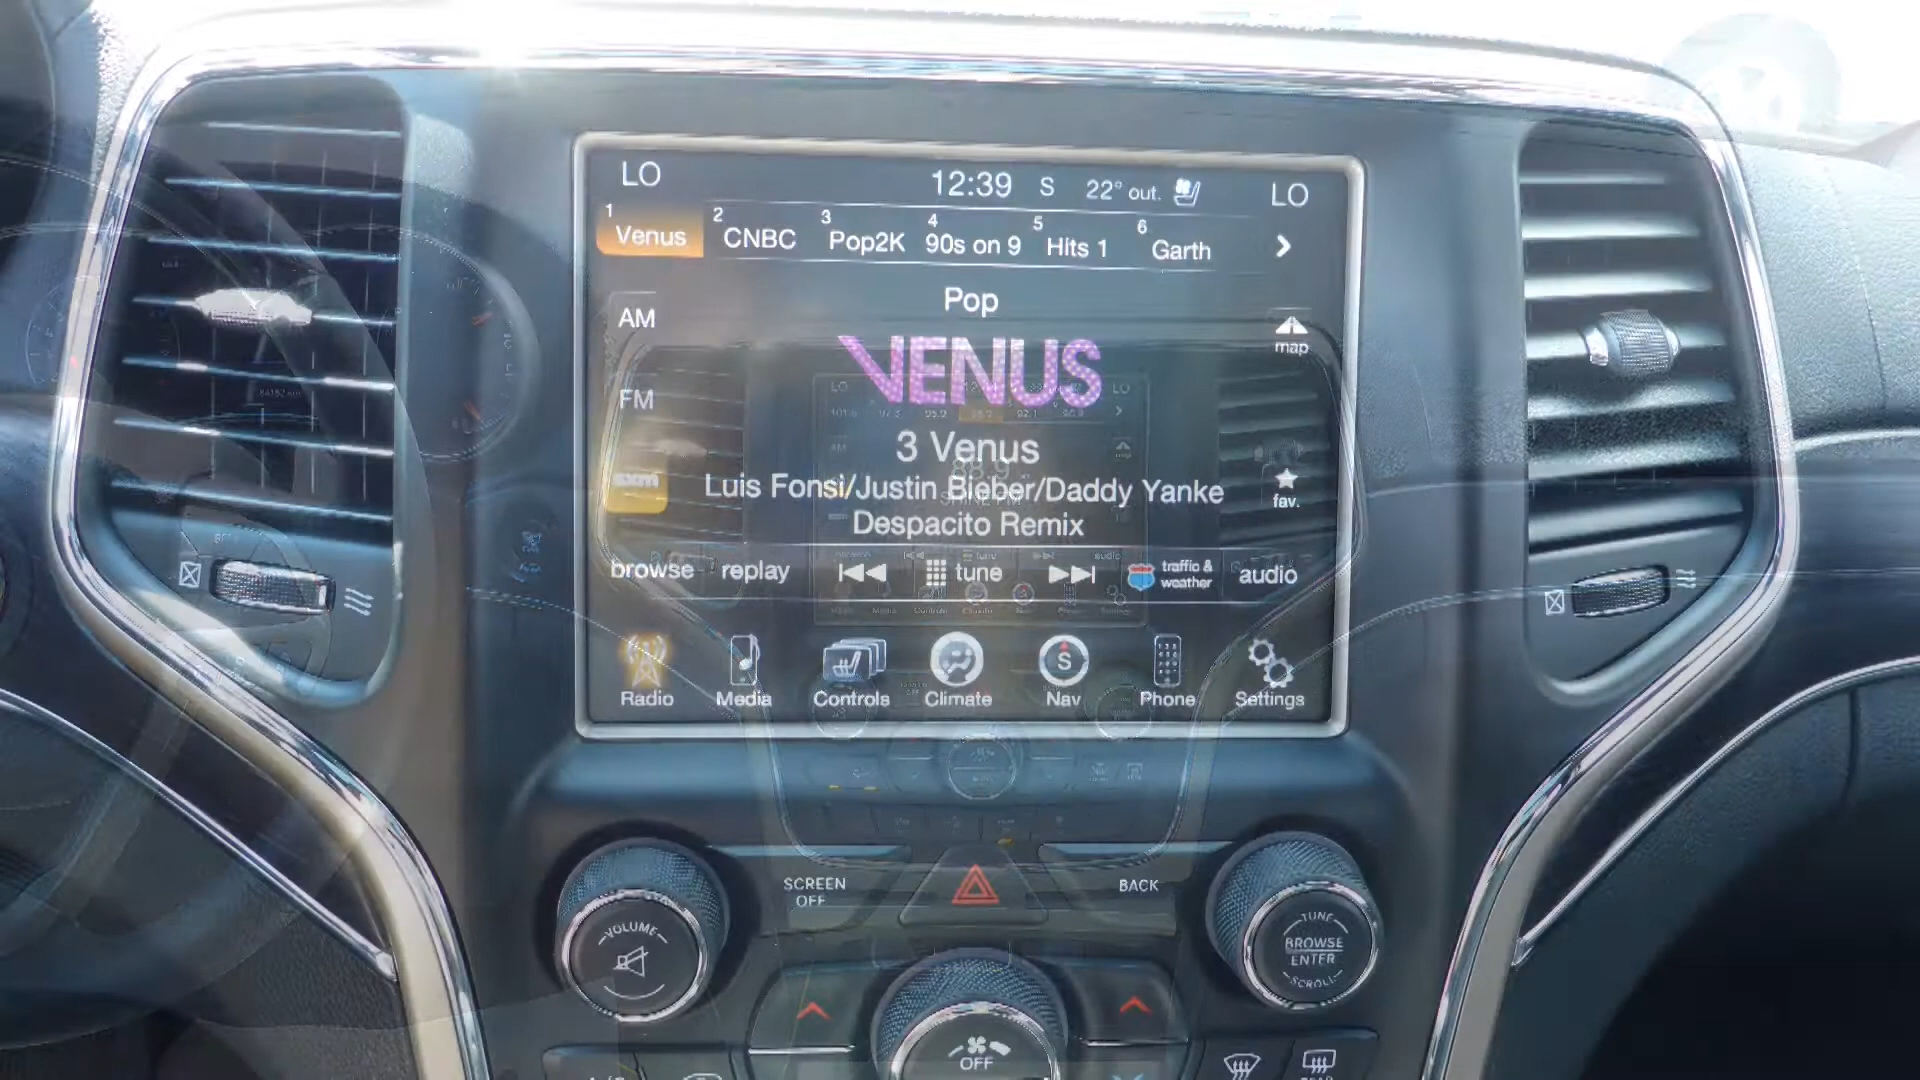 LO 12:39 S 22° out. LO
1 Venus 2 CNBC 3 Pop2K 4 90s on 9 5 Hits 1 6 Garth
Pop
AM
VENUS
map
FM
3 Venus
sxm
Luis Fonsi/Justin Bieber/Daddy Yanke
fav.
Despacito Remix
browse replay tune traffic & weather audio
S
Radio Media Controls Climate Nav Phone Settings
SCREEN
OFF
BACK
VOLUME
TUNE
BROWSE
ENTER
SCROLL
OFF